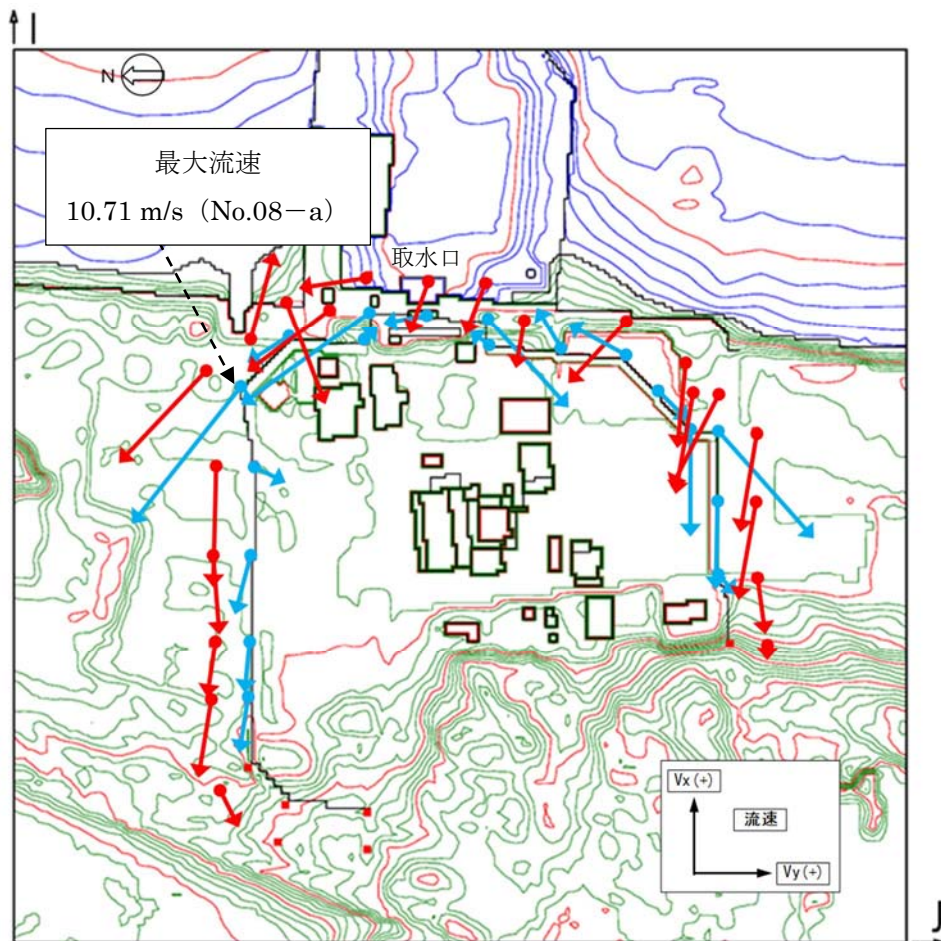 I
N
最大流速
10.71 m/s（No.08－a）
取水口
Vx(+)
流速
Vy(+)
J